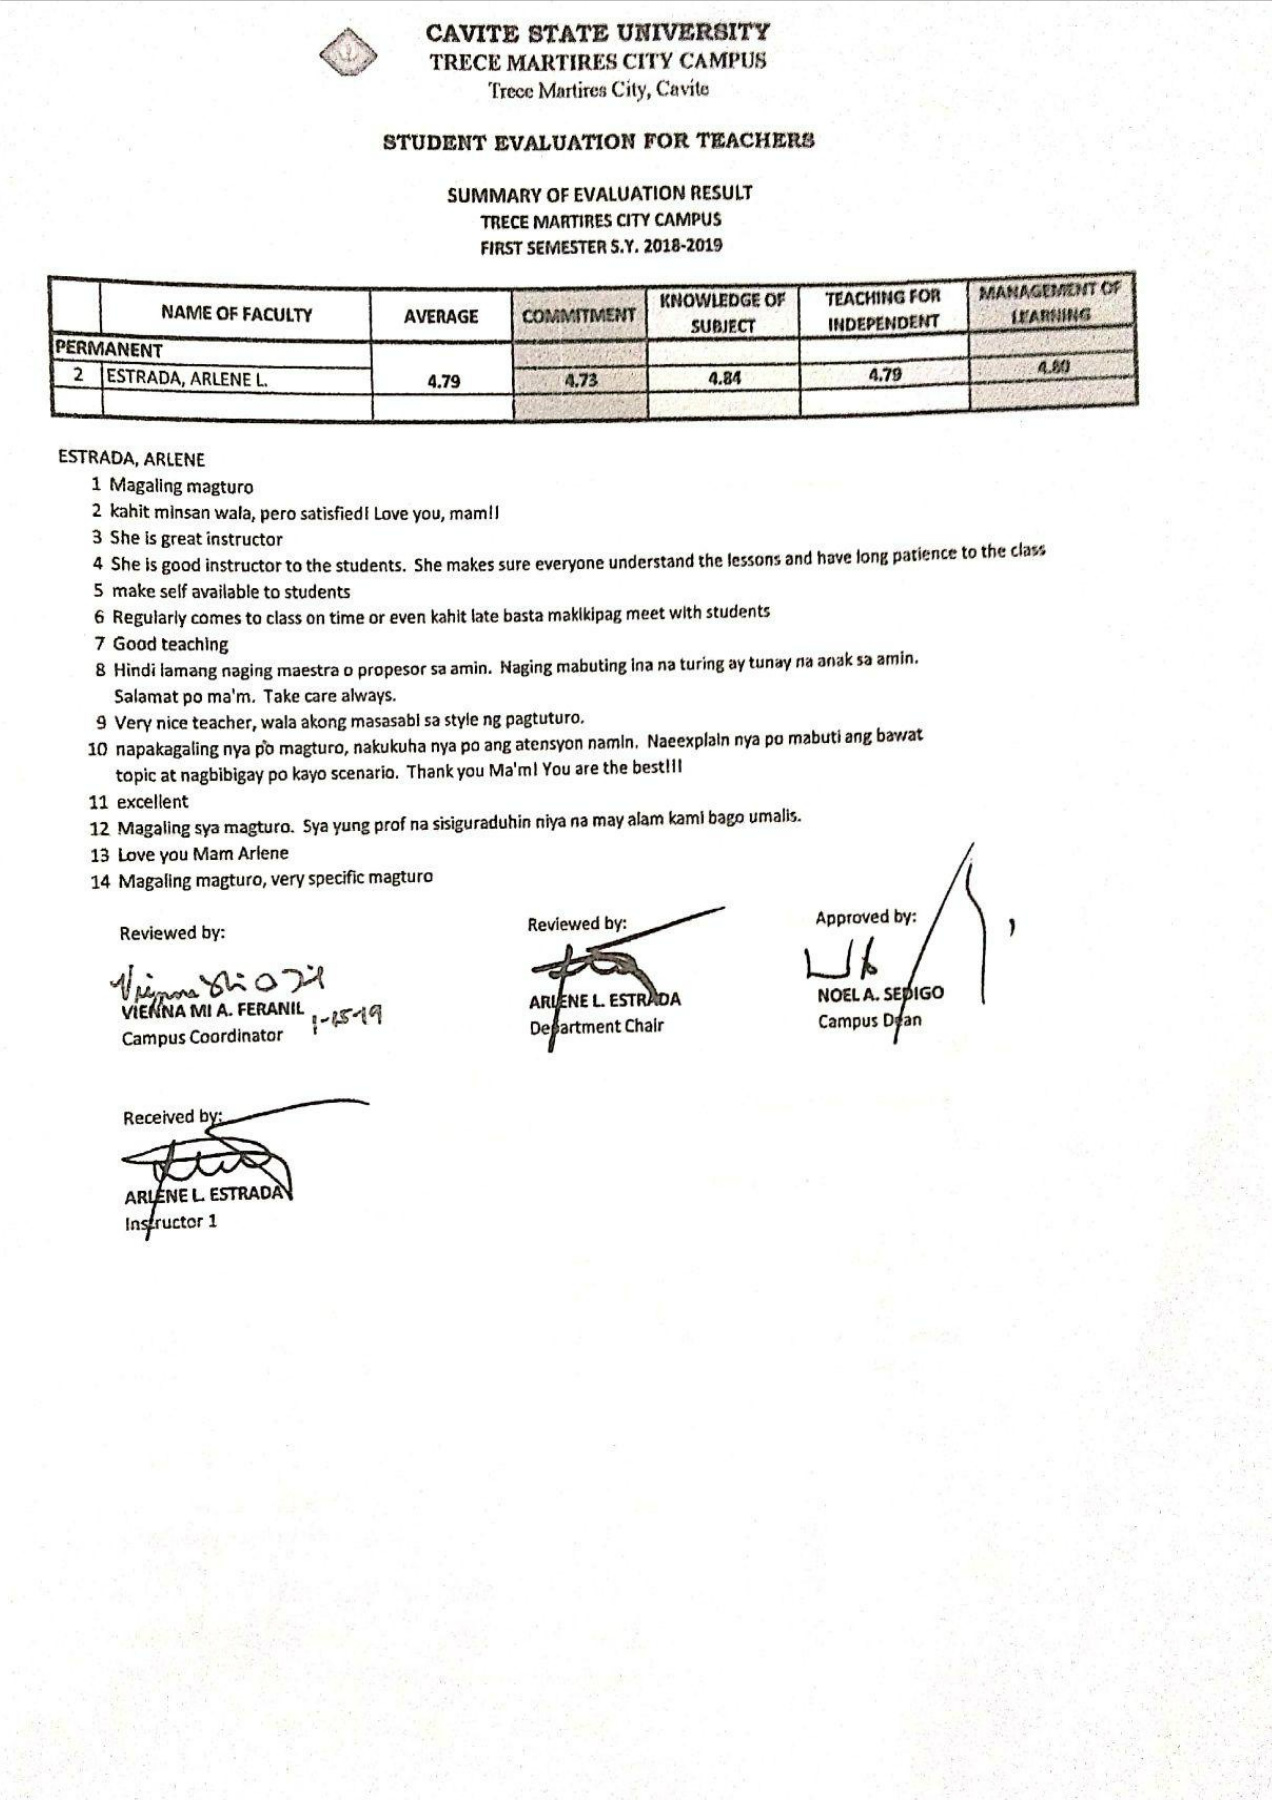 CAVITE STATE UNIVERSITY
TRECE MARTIRES CITY CAMPUS
Trece Martires City, Cavite
STUDENT EVALUATION FOR TEACHERS
SUMMARY OF EVALUATION RESULT
TRECE MARTIRES CITY CAMPUS
FIRST SEMESTER S.Y. 2018-2019
NAME OF FACULTY AVERAGE COMMITMENT KNOWLEDGE OF SUBJECT TEACHING FOR INDEPENDENT MANAGEMENT OF LEARNING
PERMANENT
2 ESTRADA, ARLENE L. 4.79 4.73 4.84 4.79 4.80
ESTRADA, ARLENE
1 Magaling magturo
2 kahit minsan wala, pero satisfied! Love you, mam!!
3 She is great instructor
4 She is good instructor to the students. She makes sure everyone understand the lessons and have long patience to the class
5 make self available to students
6 Regularly comes to class on time or even kahit late basta makikipag meet with students
7 Good teaching
8 Hindi lamang naging maestra o propesor sa amin. Naging mabuting ina na turing ay tunay na anak sa amin.
Salamat po ma'm. Take care always.
9 Very nice teacher, wala akong masasabi sa style ng pagtuturo.
10 napakagaling nya po magturo, nakukuha nya po ang atensyon namin. Naeexplain nya po mabuti ang bawat
topic at nagbibigay po kayo scenario. Thank you Ma'm! You are the best!!!
11 excellent
12 Magaling sya magturo. Sya yung prof na sisiguraduhin niya na may alam kami bago umalis.
13 Love you Mam Arlene
14 Magaling magturo, very specific magturo
Reviewed by: Reviewed by: Approved by:
VIENNA MI A. FERANIL ARLENE L. ESTRADA NOEL A. SEDIGO
1-25-19
Campus Coordinator Department Chair Campus Dean
Received by:
ARLENE L. ESTRADA
Instructor 1